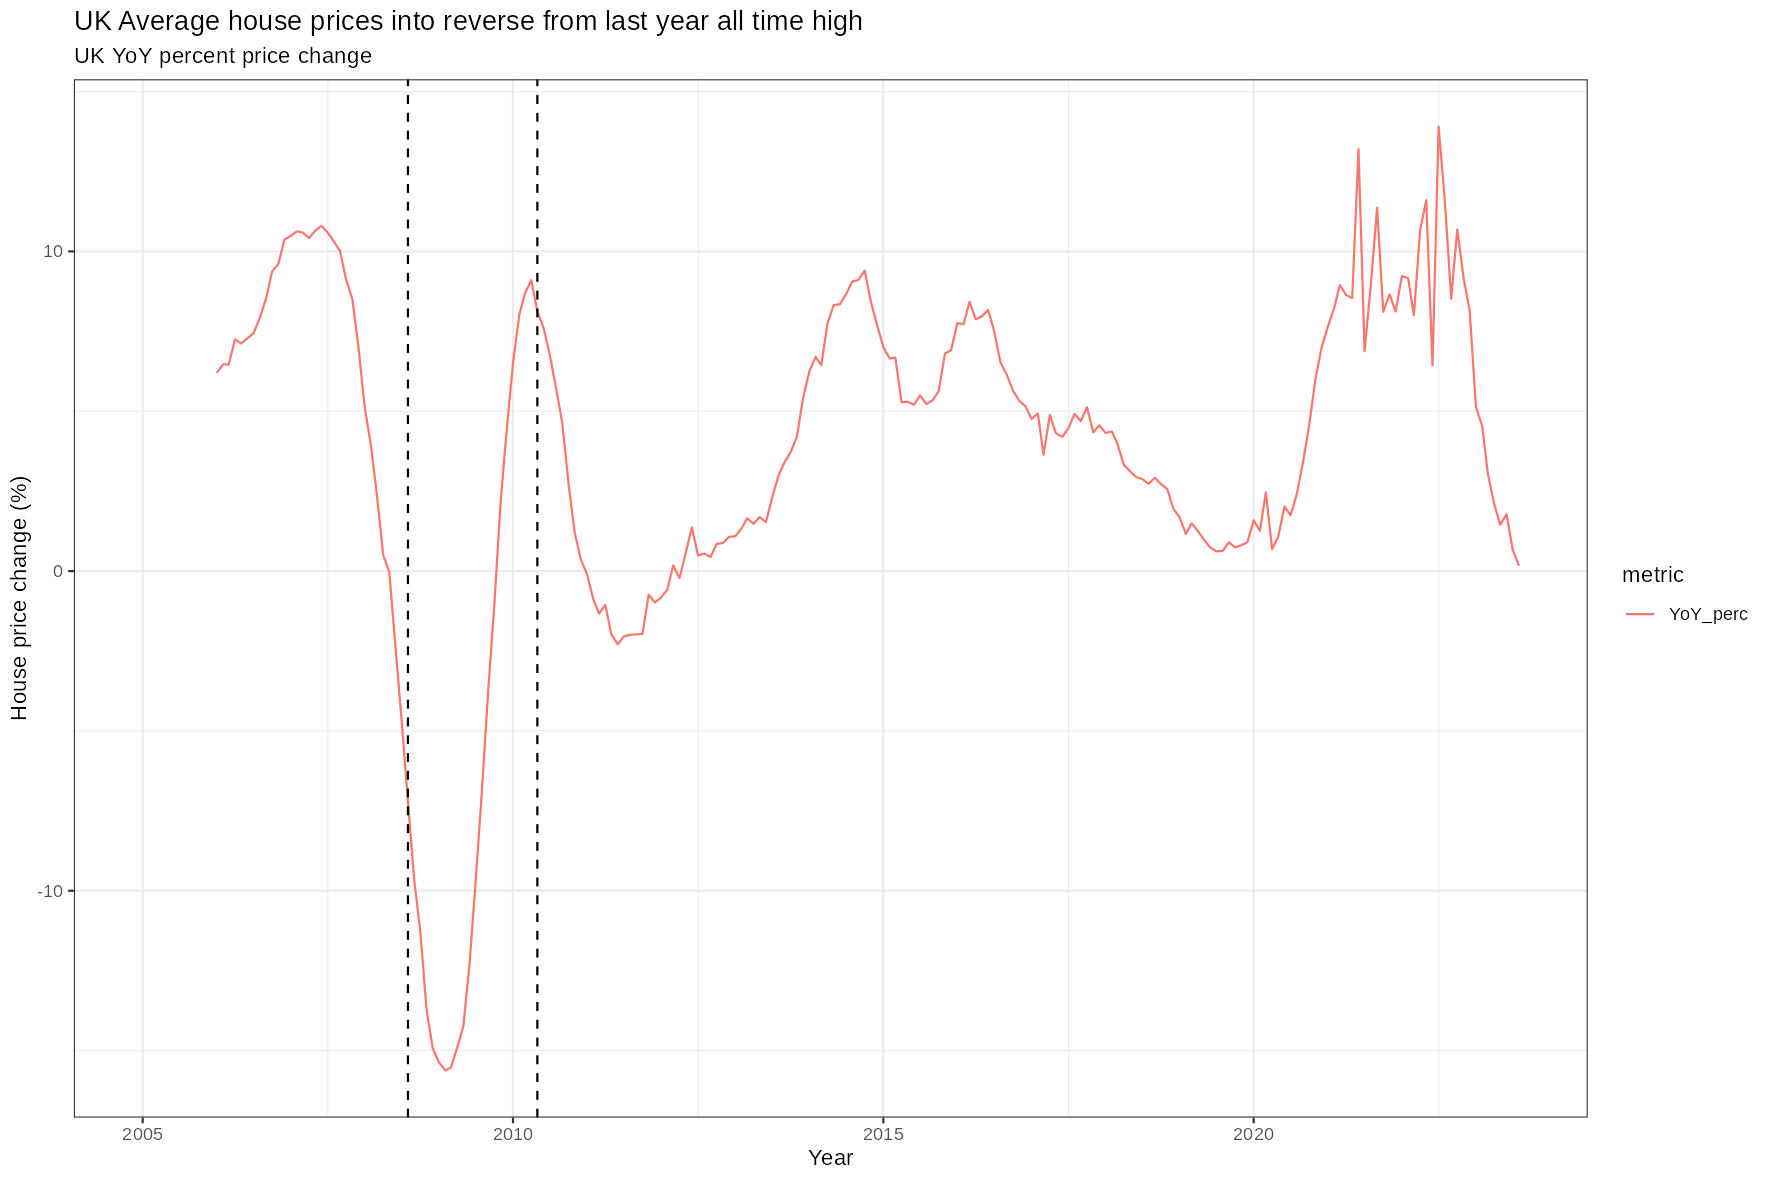 UK Average house prices into reverse from last year all time high
UK YoY percent price change
House price change (%)
10
0
-10
2005
2010
2015
2020
Year
metric
YoY_perc